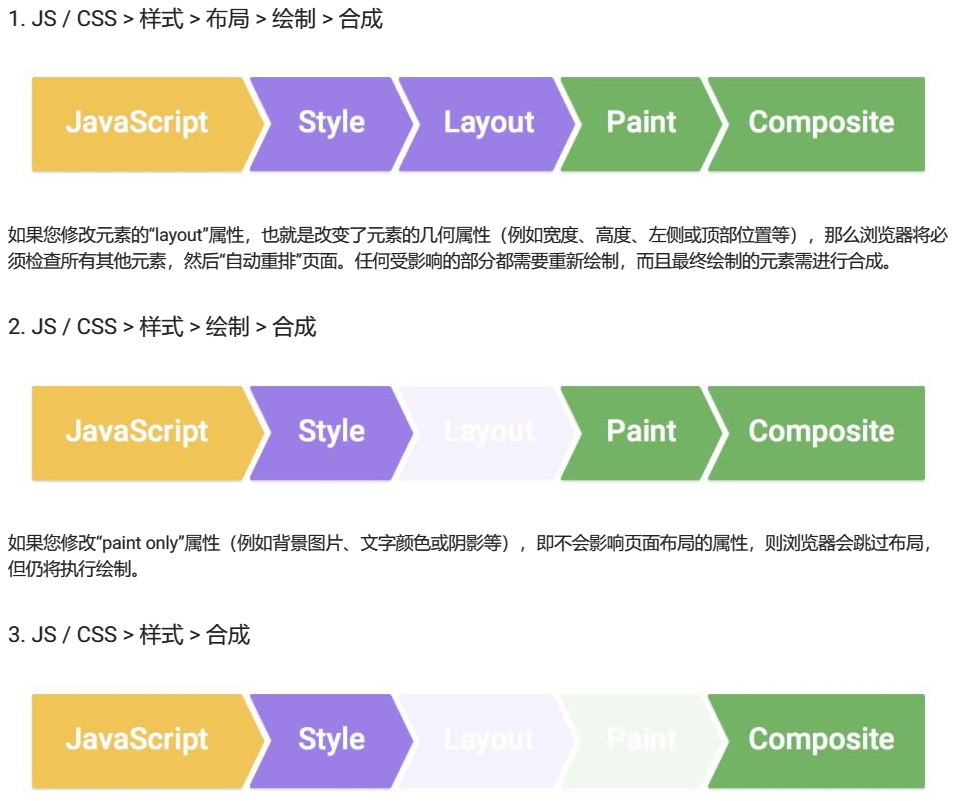 1. JS / CSS > 样式 > 布局 > 绘制 > 合成
JavaScript Style Layout Paint Composite
如果您修改元素的“layout”属性，也就是改变了元素的几何属性（例如宽度、高度、左侧或顶部位置等），那么浏览器将必
须检查所有其他元素，然后“自动重排”页面。任何受影响的部分都需要重新绘制，而且最终绘制的元素需进行合成。
2. JS / CSS > 样式 > 绘制 > 合成
JavaScript Style Layout Paint Composite
如果您修改“paint only”属性（例如背景图片、文字颜色或阴影等），即不会影响页面布局的属性，则浏览器会跳过布局，
但仍将执行绘制。
3. JS / CSS > 样式 > 合成
JavaScript Style Layout Paint Composite